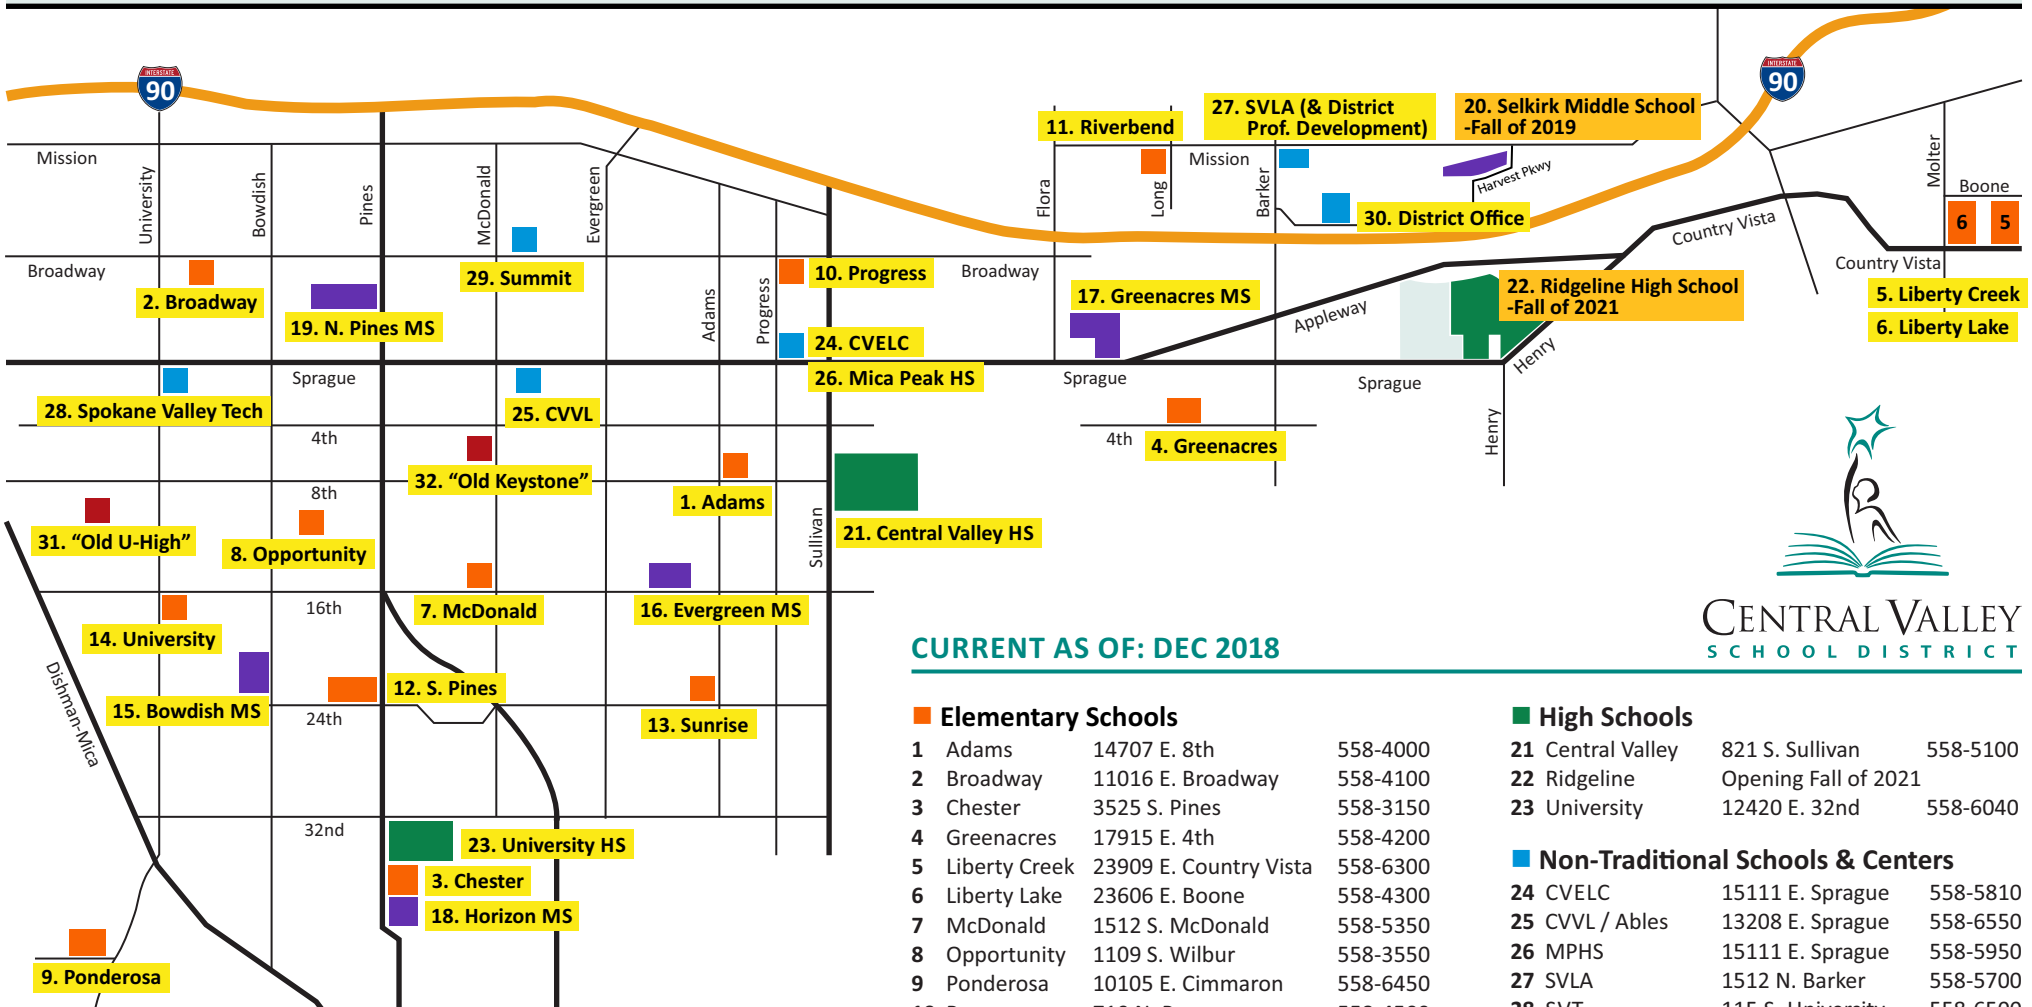 INTERSTATE
90
INTERSTATE
90
27. SVLA (& District
Prof. Development)
20. Selkirk Middle School
-Fall of 2019
11. Riverbend
Mission
Mission
Harvest Pkwy
University
Bowdish
Pines
McDonald
Evergreen
Flora
Long
Barker
Molter
Boone
6
5
30. District Office
Country Vista
Country Vista
Broadway
2. Broadway
19. N. Pines MS
29. Summit
Adams
Progress
10. Progress
Broadway
17. Greenacres MS
Appleway
22. Ridgeline High School
-Fall of 2021
5. Liberty Creek
6. Liberty Lake
24. CVELC
26. Mica Peak HS
Sprague
Sprague
Sprague
Henry
Henry
28. Spokane Valley Tech
25. CVVL
4th
4th
4. Greenacres
32. "Old Keystone"
8th
1. Adams
Sullivan
21. Central Valley HS
31. "Old U-High"
8. Opportunity
16th
7. McDonald
16. Evergreen MS
14. University
Dishman-Mica
15. Bowdish MS
12. S. Pines
24th
13. Sunrise
32nd
23. University HS
3. Chester
18. Horizon MS
9. Ponderosa
CENTRAL VALLEY
SCHOOL DISTRICT
CURRENT AS OF: DEC 2018
Elementary Schools
1 Adams 14707 E. 8th 558-4000
2 Broadway 11016 E. Broadway 558-4100
3 Chester 3525 S. Pines 558-3150
4 Greenacres 17915 E. 4th 558-4200
5 Liberty Creek 23909 E. Country Vista 558-6300
6 Liberty Lake 23606 E. Boone 558-4300
7 McDonald 1512 S. McDonald 558-5350
8 Opportunity 1109 S. Wilbur 558-3550
9 Ponderosa 10105 E. Cimmaron 558-6450
High Schools
21 Central Valley 821 S. Sullivan 558-5100
22 Ridgeline Opening Fall of 2021
23 University 12420 E. 32nd 558-6040
Non-Traditional Schools & Centers
24 CVELC 15111 E. Sprague 558-5810
25 CVVL / Ables 13208 E. Sprague 558-6550
26 MPHS 15111 E. Sprague 558-5950
27 SVLA 1512 N. Barker 558-5700